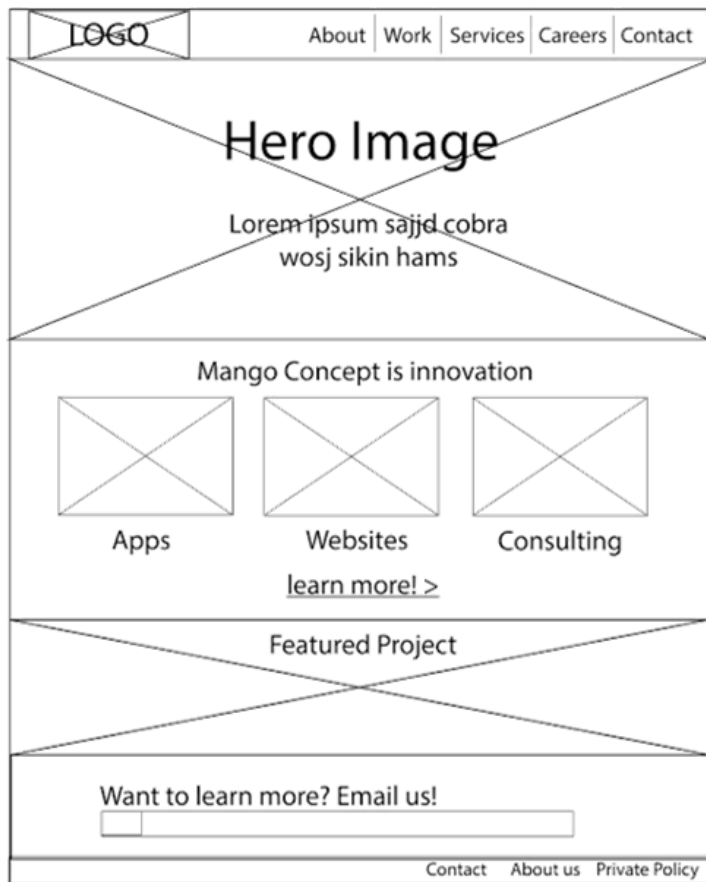 LOGO
About Work Services Careers Contact
Hero Image
Lorem ipsum sajjd cobra
wosj sikin hams
Mango Concept is innovation
Apps Websites Consulting
learn more! >
Featured Project
Want to learn more? Email us!
Contact About us Private Policy